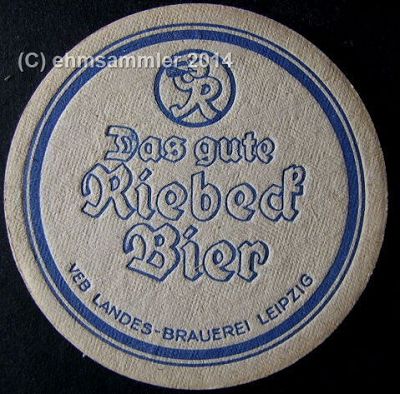 (C) ehmsammler 2014
R
Das gute
Riebeck
Bier
VEB LANDES-BRAUEREI LEIPZIG